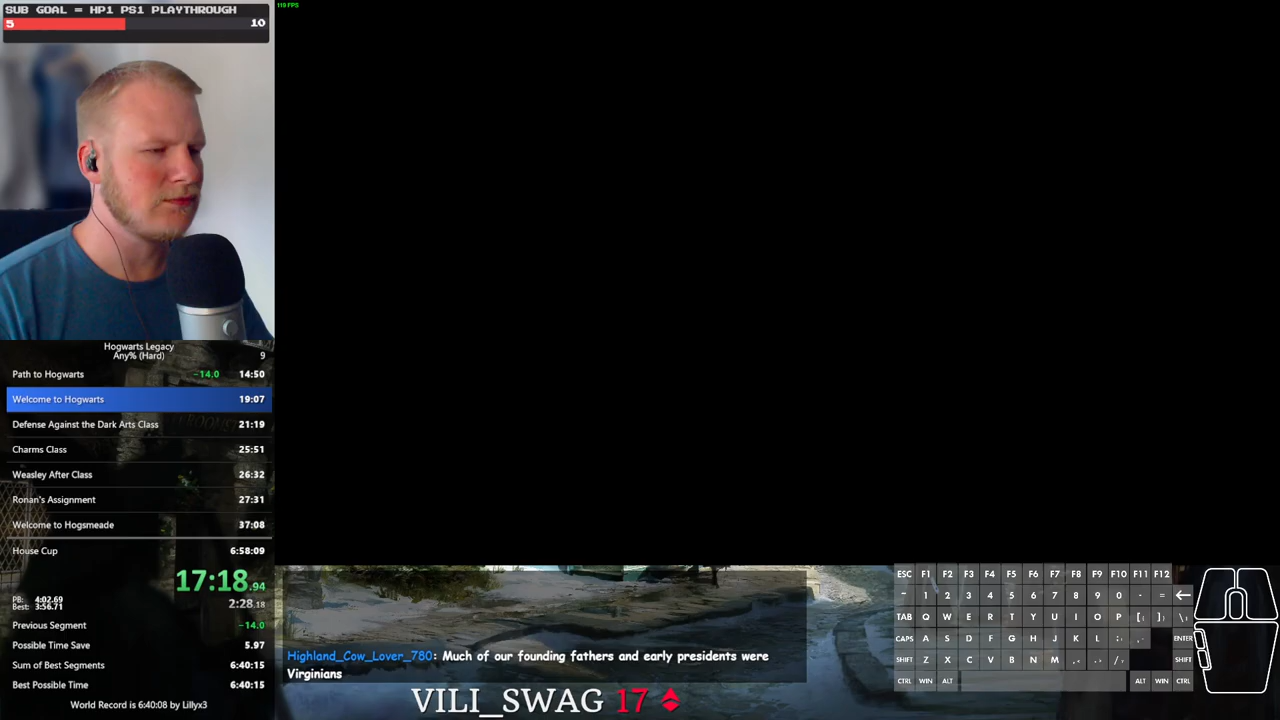 SUB GOAL = HP1 PS1 PLAYTHROUGH
5 10
119 FPS
Hogwarts Legacy
Any% (Hard) 9
Path to Hogwarts -14.0 14:50
Welcome to Hogwarts 19:07
Defense Against the Dark Arts Class 21:19
Charms Class 25:51
Weasley After Class 26:32
Ronan's Assignment 27:31
Welcome to Hogsmeade 37:08
House Cup 6:58:09
17:18.94
PB: 4:02.69 2:28.18
Best: 3:56.71
Previous Segment -14.0
Possible Time Save 5.97
Sum of Best Segments 6:40:15
Best Possible Time 6:40:15
World Record is 6:40:08 by Lillyx3
Highland_Cow_Lover_780: Much of our founding fathers and early presidents were
Virginians
VILI_SWAG 17
ESC F1 F2 F3 F4 F5 F6 F7 F8 F9 F10 F11 F12
~ 1 2 3 4 5 6 7 8 9 0 - =
TAB Q W E R T Y U I O P [; ]; \;
CAPS A S D F G H J K L ;: ,. ENTER
SHIFT Z X C V B N M ,< .> /? SHIFT
CTRL WIN ALT ALT WIN CTRL